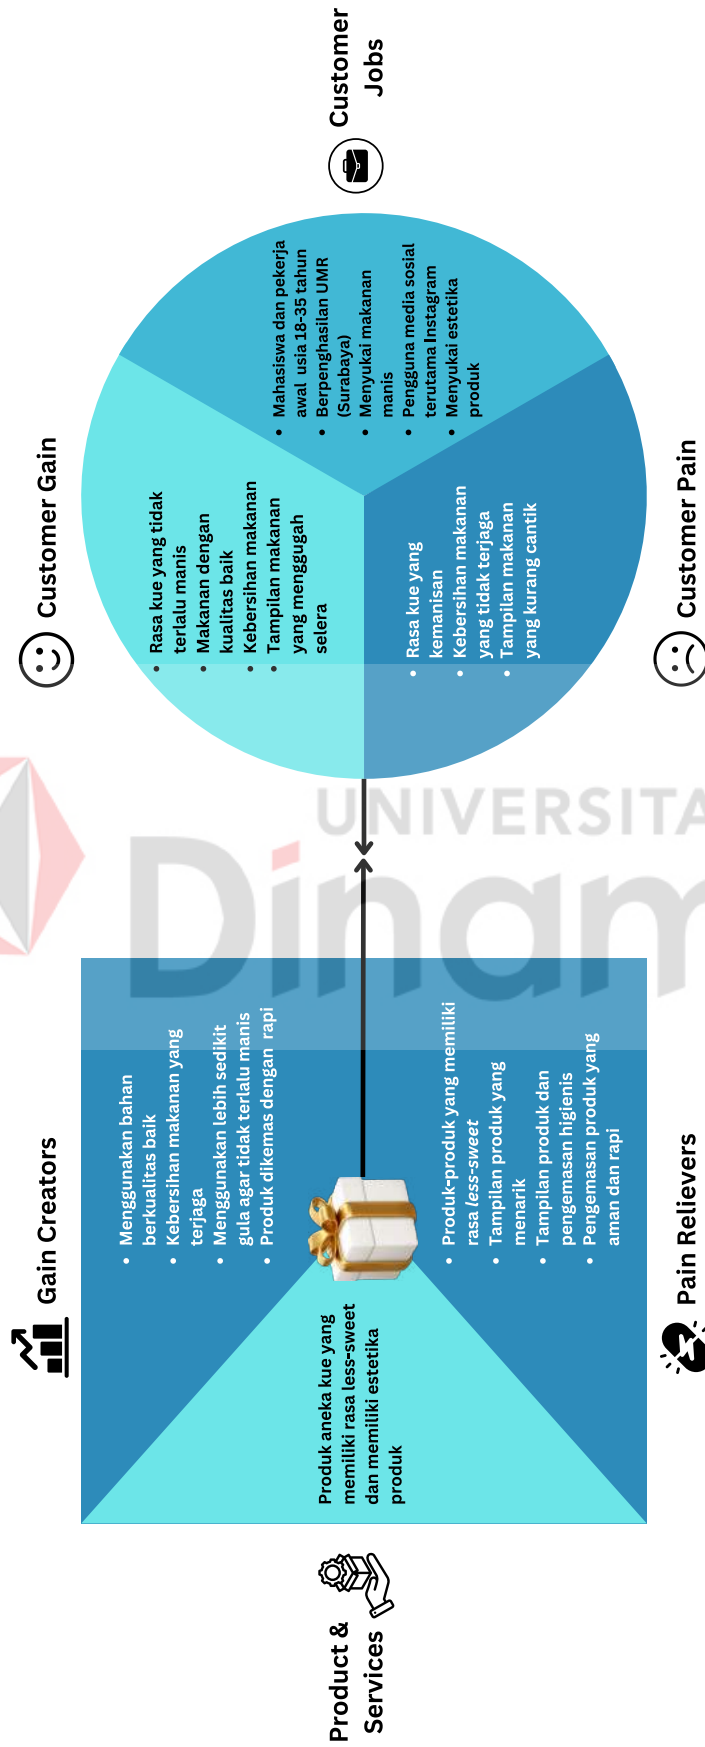 Product &
Services
Produk aneka kue yang
memiliki rasa less-sweet
dan memiliki estetika
produk
Gain Creators
• Menggunakan bahan
berkualitas baik
• Kebersihan makanan yang
terjaga
• Menggunakan lebih sedikit
gula agar tidak terlalu manis
• Produk dikemas dengan rapi
Pain Relievers
• Produk-produk yang memiliki
rasa less-sweet
• Tampilan produk yang
menarik
• Tampilan produk dan
pengemasan higienis
• Pengemasan produk yang
aman dan rapi
Customer Gain
• Rasa kue yang tidak
terlalu manis
• Makanan dengan
kualitas baik
• Kebersihan makanan
• Tampilan makanan
yang menggugah
selera
Customer Jobs
• Mahasiswa dan pekerja
awal usia 18-35 tahun
• Berpenghasilan UMR
(Surabaya)
• Menyukai makanan
manis
• Pengguna media sosial
terutama Instagram
• Menyukai estetika
produk
Customer Pain
• Rasa kue yang
kemanisan
• Kebersihan makanan
yang tidak terjaga
• Tampilan makanan
yang kurang cantik
UNIVERSITA
Dinam